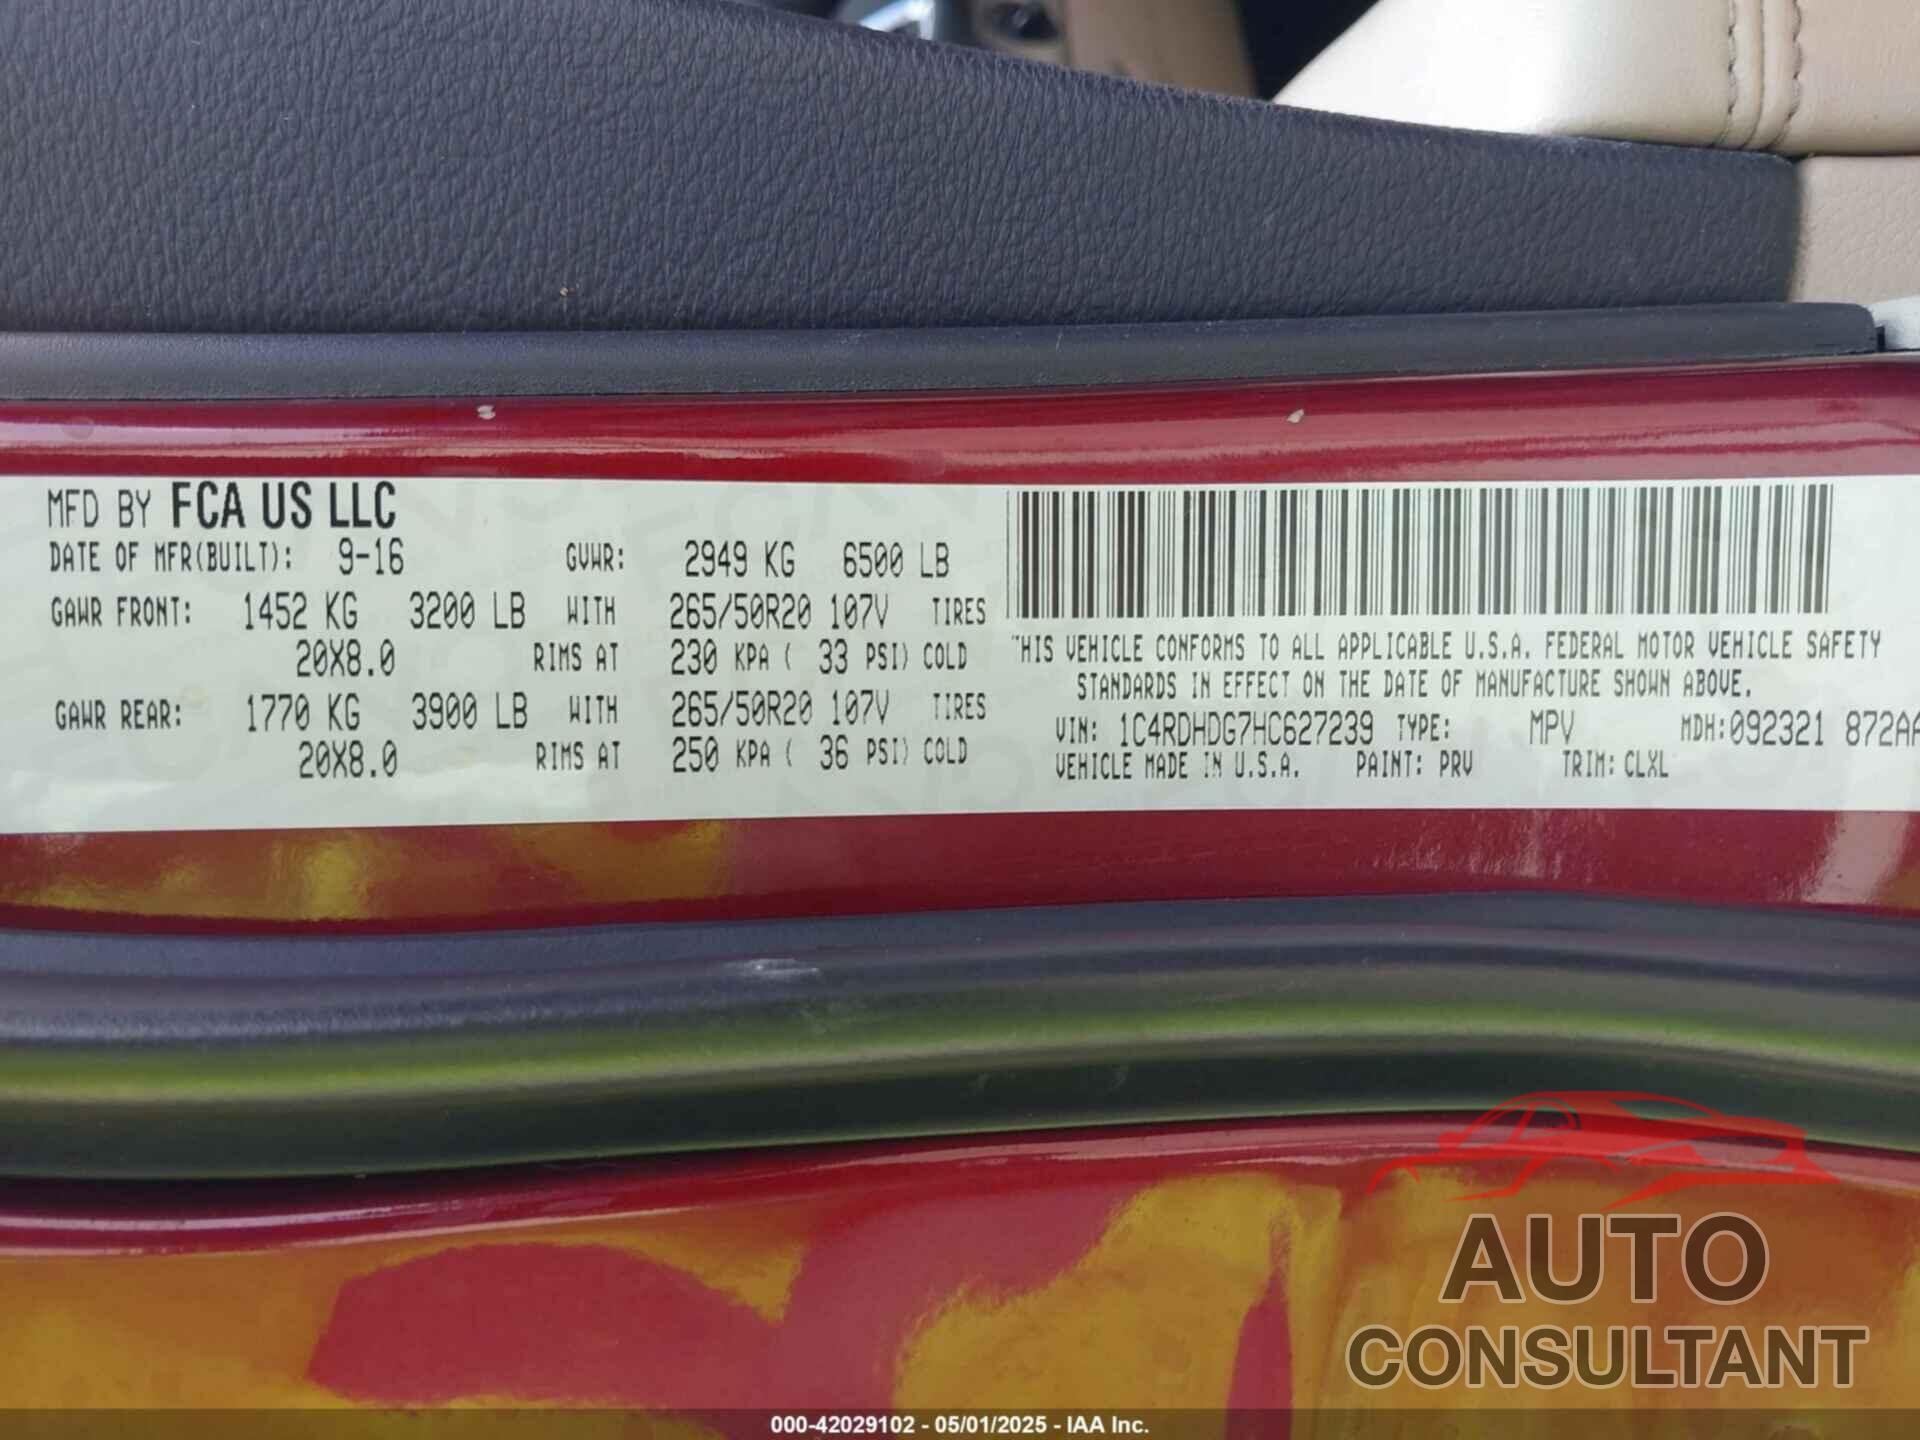 MFD BY FCA US LLC
DATE OF MFR(BUILT): 9-16 GVWR: 2949 KG 6500 LB
GAWR FRONT: 1452 KG 3200 LB WITH 265/50R20 107V TIRES
20X8.0 RIMS AT 230 KPA ( 33 PSI) COLD
GAWR REAR: 1770 KG 3900 LB WITH 265/50R20 107V TIRES
20X8.0 RIMS AT 250 KPA ( 36 PSI) COLD
THIS VEHICLE CONFORMS TO ALL APPLICABLE U.S.A. FEDERAL MOTOR VEHICLE SAFETY
STANDARDS IN EFFECT ON THE DATE OF MANUFACTURE SHOWN ABOVE.
VIN: 1C4RDHDG7HC627239 TYPE: MPV MDH:092321 872AA
VEHICLE MADE IN U.S.A. PAINT: PRV TRIM: CLXL
AUTO
CONSULTANT
000-42029102 - 05/01/2025 - IAA Inc.